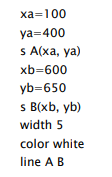 xa=100
ya=400
s A(xa, ya)
xb=600
yb=650
s B(xb, yb)
width 5
color white
line A B